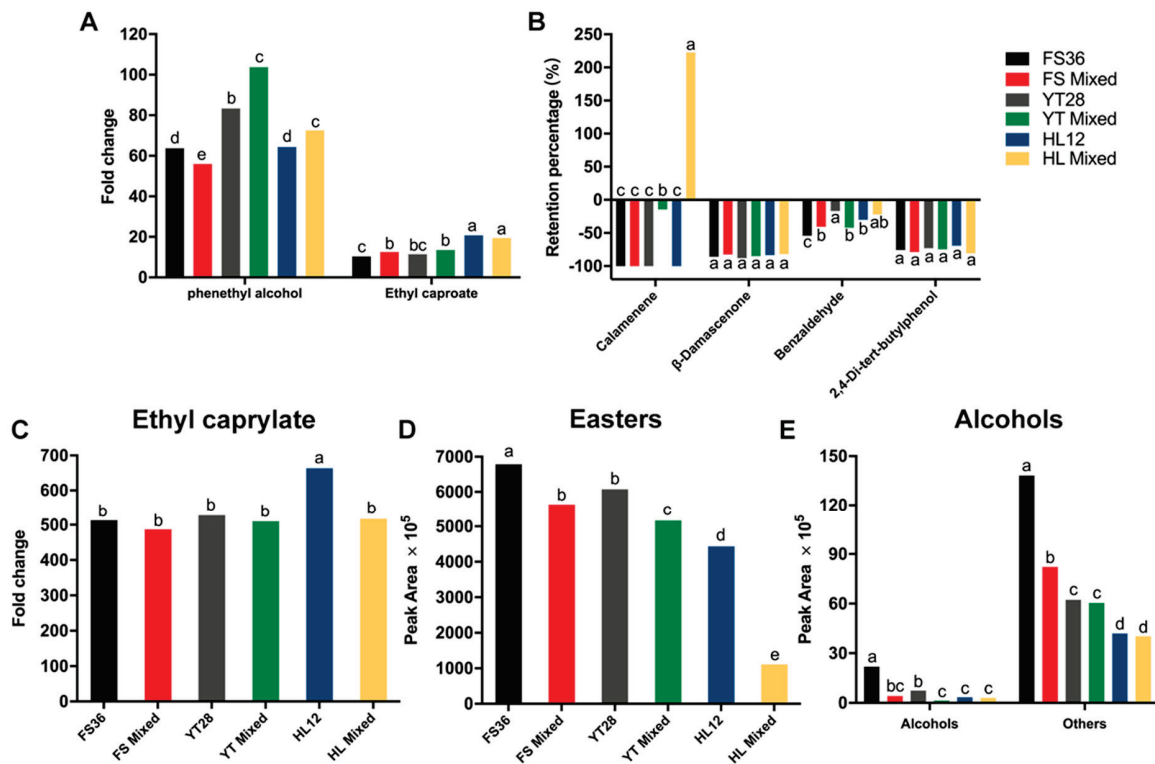 A
Fold change
120
100
80
60
40
20
0
d
e
b
c
d
c
c
b
bc
b
a
a
phenethyl alcohol
Ethyl caproate
B
Retention percentage (%)
250
200
150
100
50
0
-50
-100
c c c b c
a
a a a a a a
c b a b b ab
a a a a a a
Calamenene
β-Damascenone
Benzaldehyde
2,4-Di-tert-butylphenol
FS36
FS Mixed
YT28
YT Mixed
HL12
HL Mixed
C
Ethyl caprylate
Fold change
700
600
500
400
300
200
100
0
b
b
b
b
a
b
FS36
FS Mixed
YT28
YT Mixed
HL12
HL Mixed
D
Easters
Peak Area × 10⁵
7000
6000
5000
4000
3000
2000
1000
0
a
b
b
c
d
e
FS36
FS Mixed
YT28
YT Mixed
HL12
HL Mixed
E
Alcohols
Peak Area × 10⁵
150
120
90
60
30
0
a
bc
b
c
c
c
a
b
c
c
d
d
Alcohols
Others